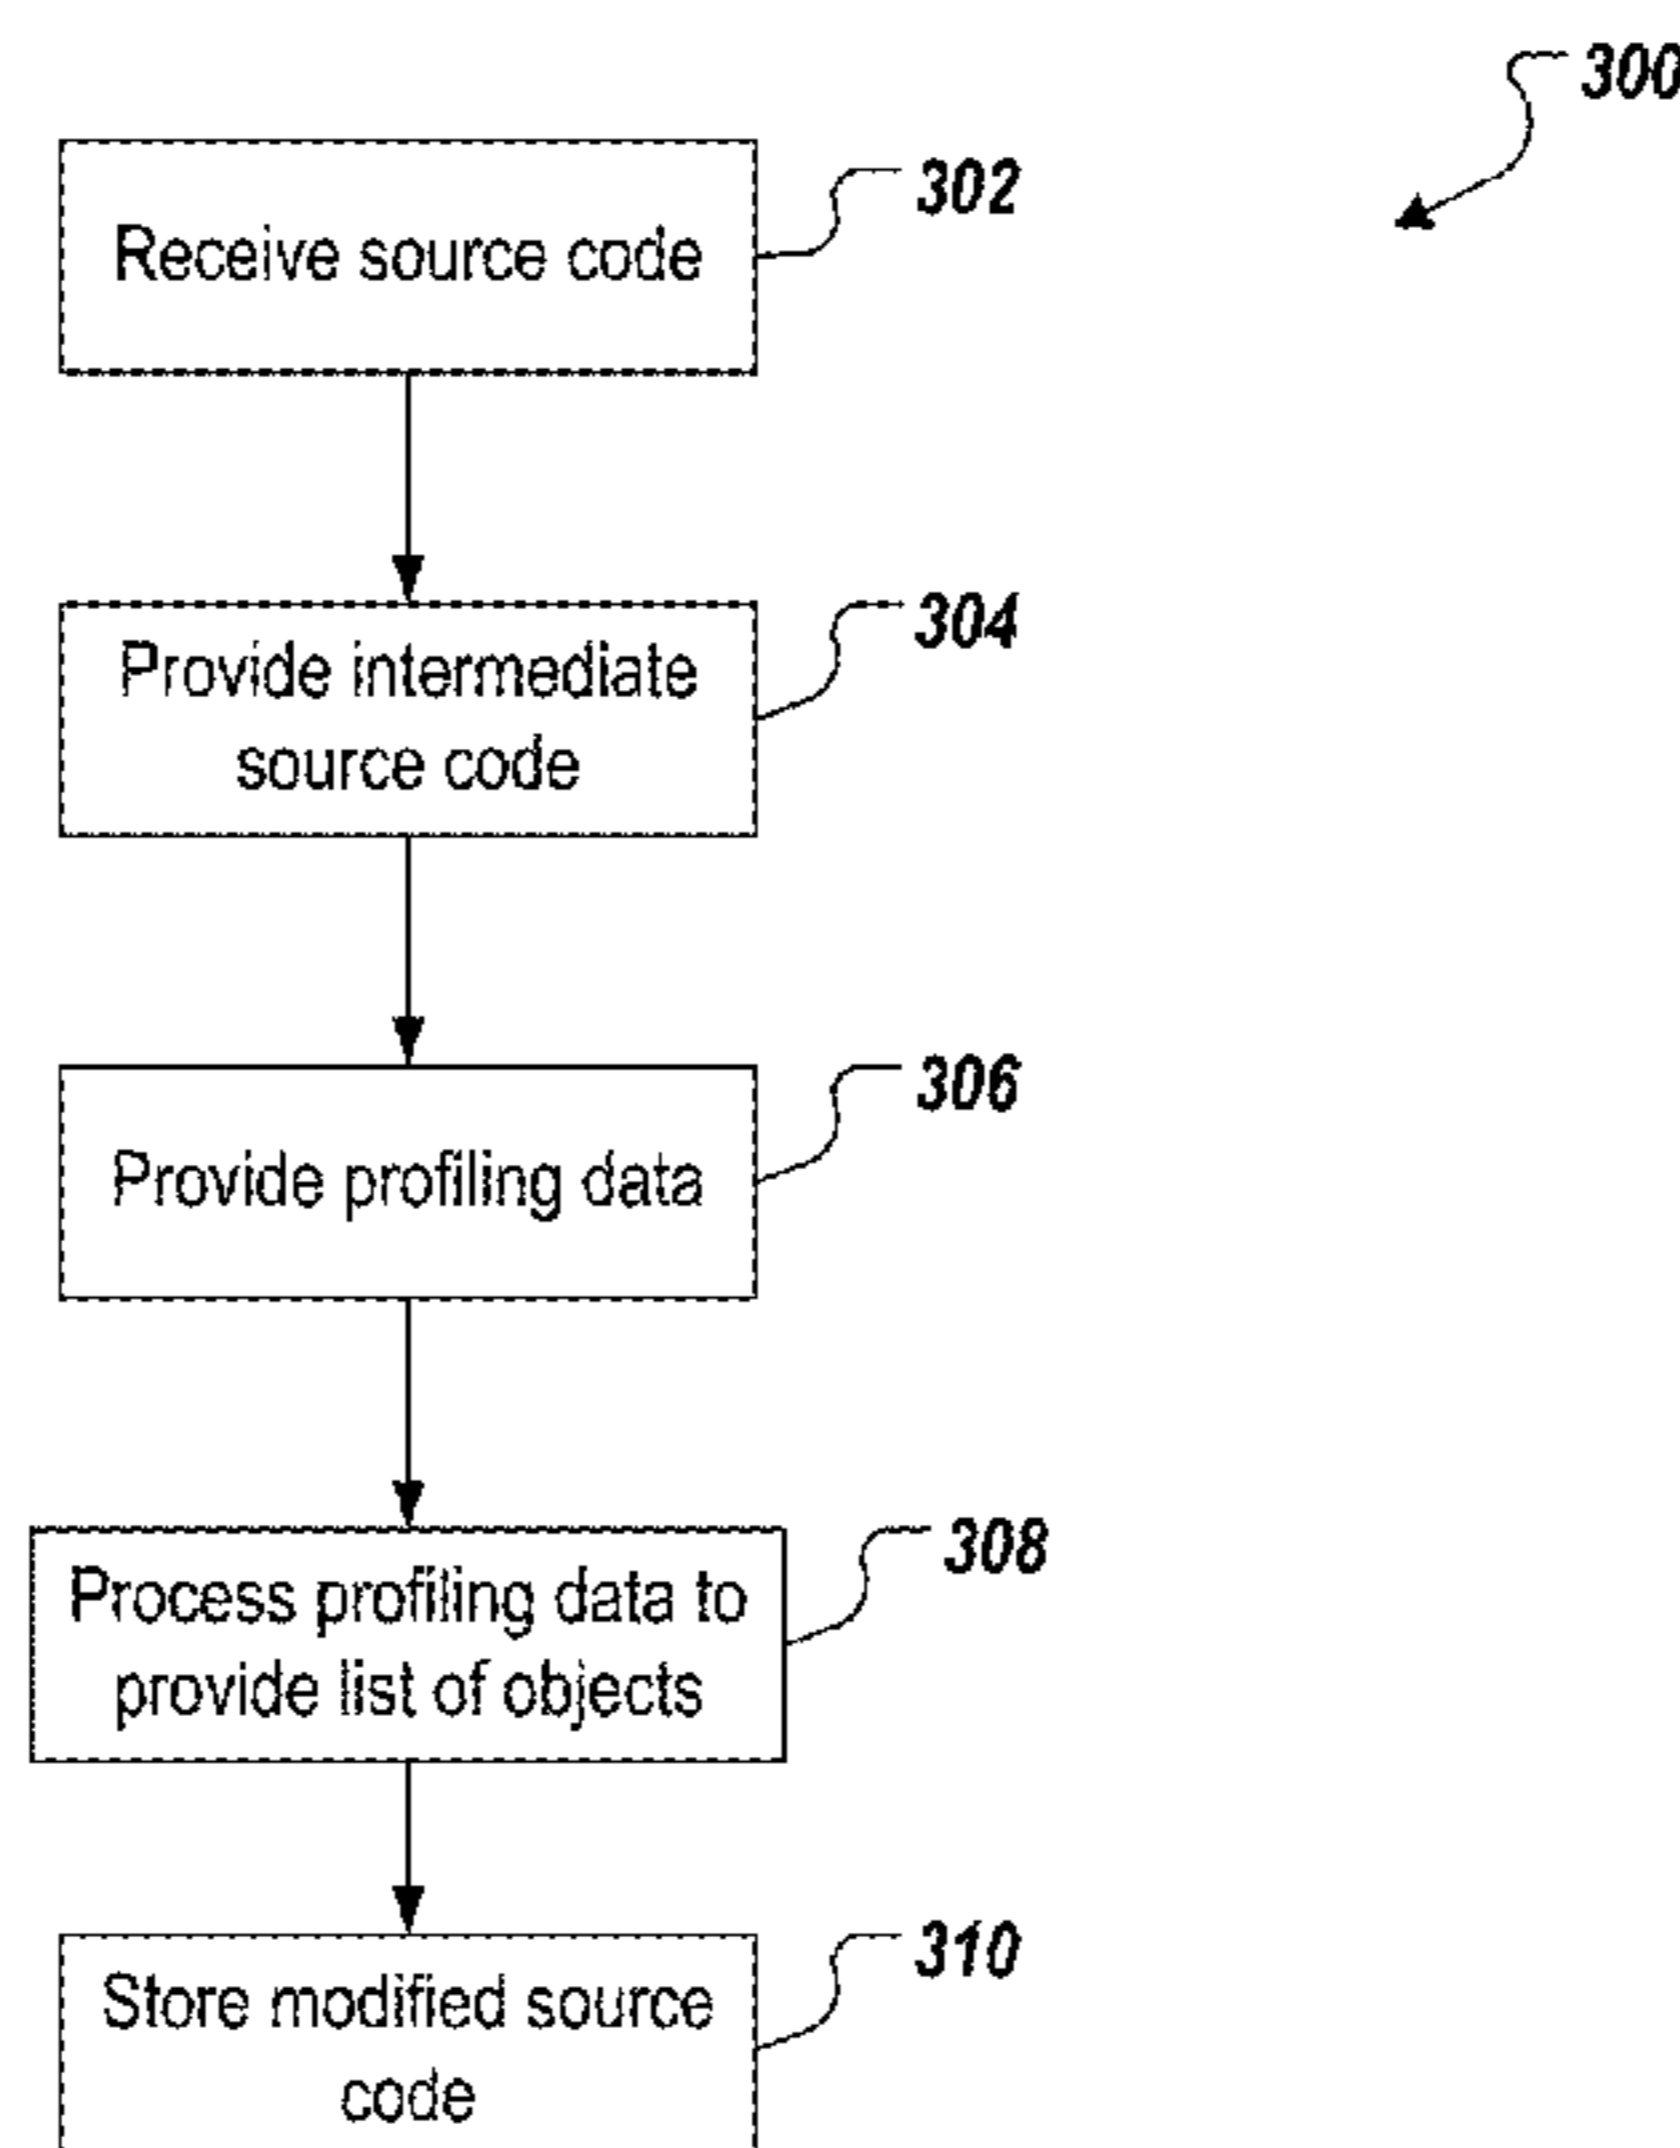 300
302
Receive source code
304
Provide intermediate
source code
306
Provide profiling data
308
Process profiling data to
provide list of objects
310
Store modified source
code